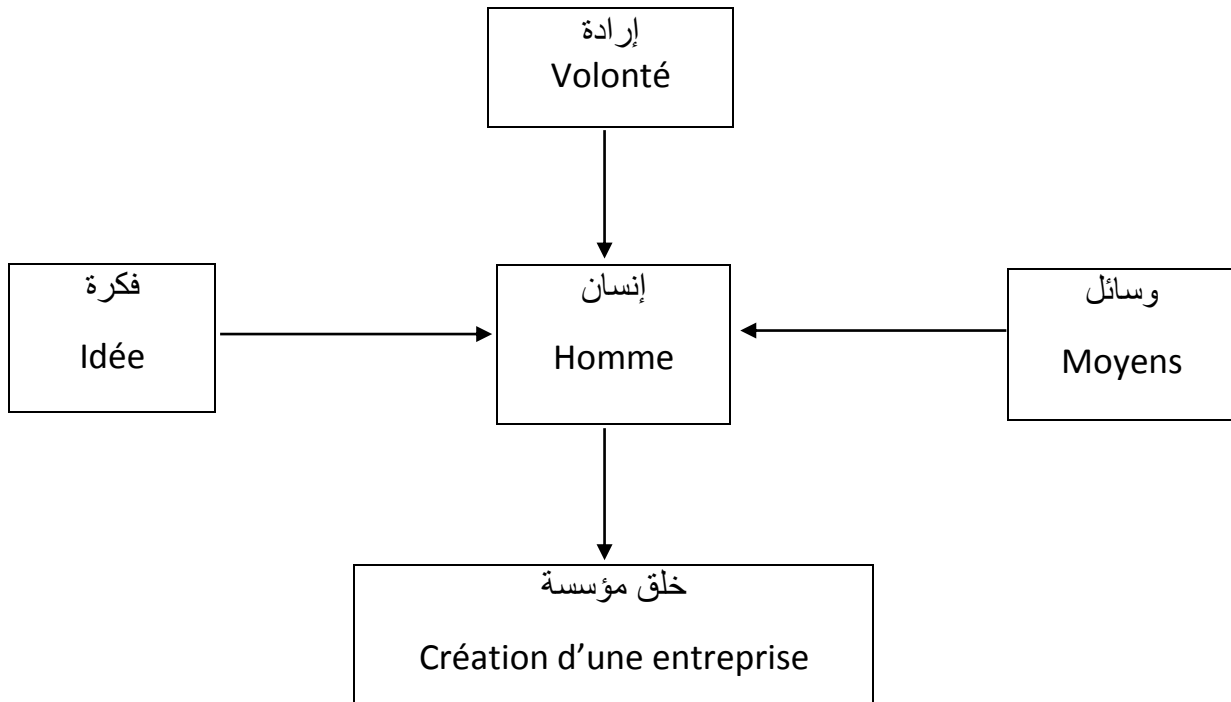 إرادة
Volonté
فكرة
Idée
إنسان
Homme
وسائل
Moyens
خلق مؤسسة
Création d’une entreprise